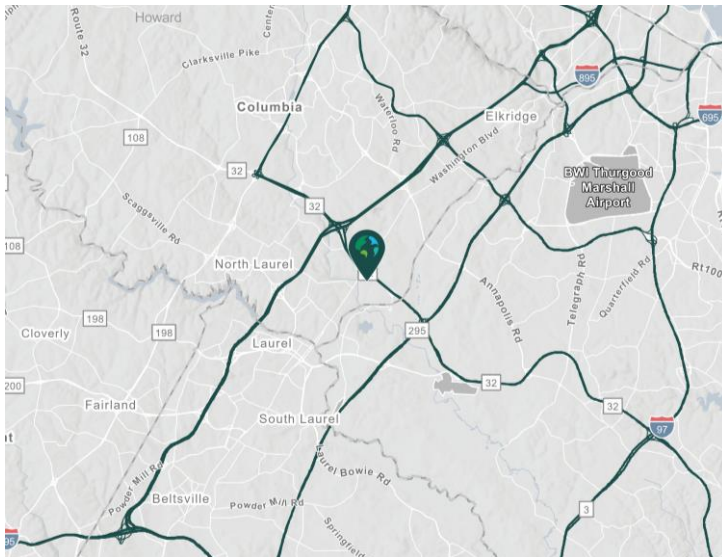 Howard
Route 32
Clarksville Pike
Columbia
Waterloo Rd
Elkridge
895
695
108
32
Washington Blvd
BWI Thurgood
Marshall
Airport
32
Scaggsville Rd
North Laurel
108
Annapolis Rd
Telegraph Rd
Quarterfield Rd
Rt100
198
198
Cloverly
Laurel
295
200
32
32
Fairland
South Laurel
97
Laurel Bowie Rd
Powder Mill Rd
Beltsville
Powder Mill Rd
3
Springfield
95